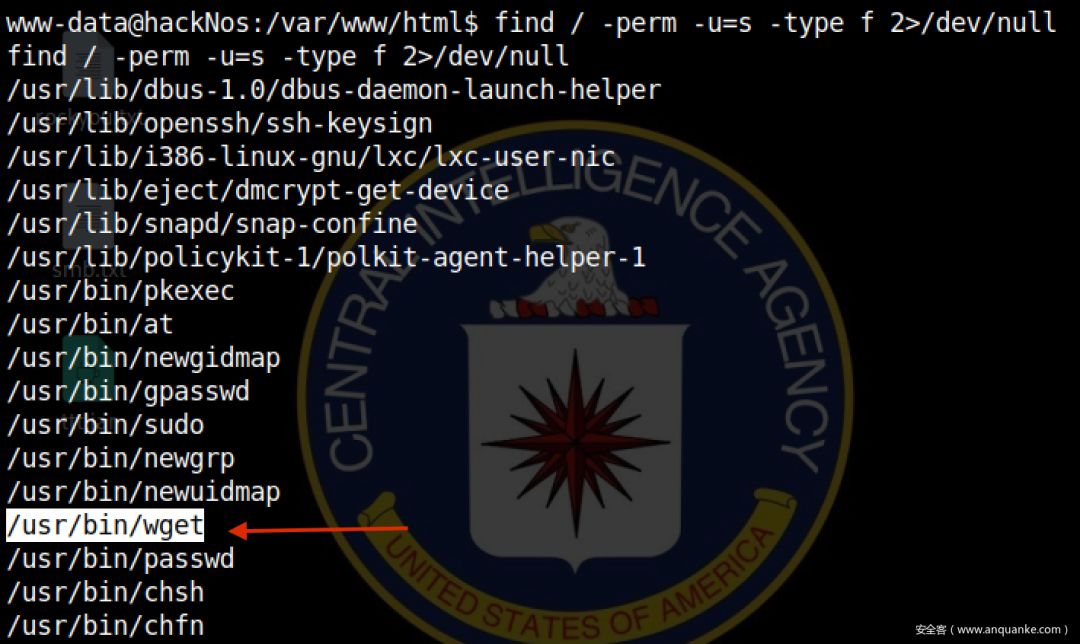 www-data@hackNos:/var/www/html$ find / -perm -u=s -type f 2>/dev/null
find / -perm -u=s -type f 2>/dev/null
/usr/lib/dbus-1.0/dbus-daemon-launch-helper
/usr/lib/openssh/ssh-keysign
/usr/lib/i386-linux-gnu/lxc/lxc-user-nic
/usr/lib/eject/dmcrypt-get-device
/usr/lib/snapd/snap-confine
/usr/lib/policykit-1/polkit-agent-helper-1
smb.txt
/usr/bin/pkexec
/usr/bin/at
/usr/bin/newgidmap
/usr/bin/gpasswd
/usr/bin/sudo
/usr/bin/newgrp
/usr/bin/newuidmap
/usr/bin/wget
/usr/bin/passwd
/usr/bin/chsh
/usr/bin/chfn
CENTRAL INTELLIGENCE AGENCY
UNITED STATES OF AMERICA
安全客（www.anquanke.com）